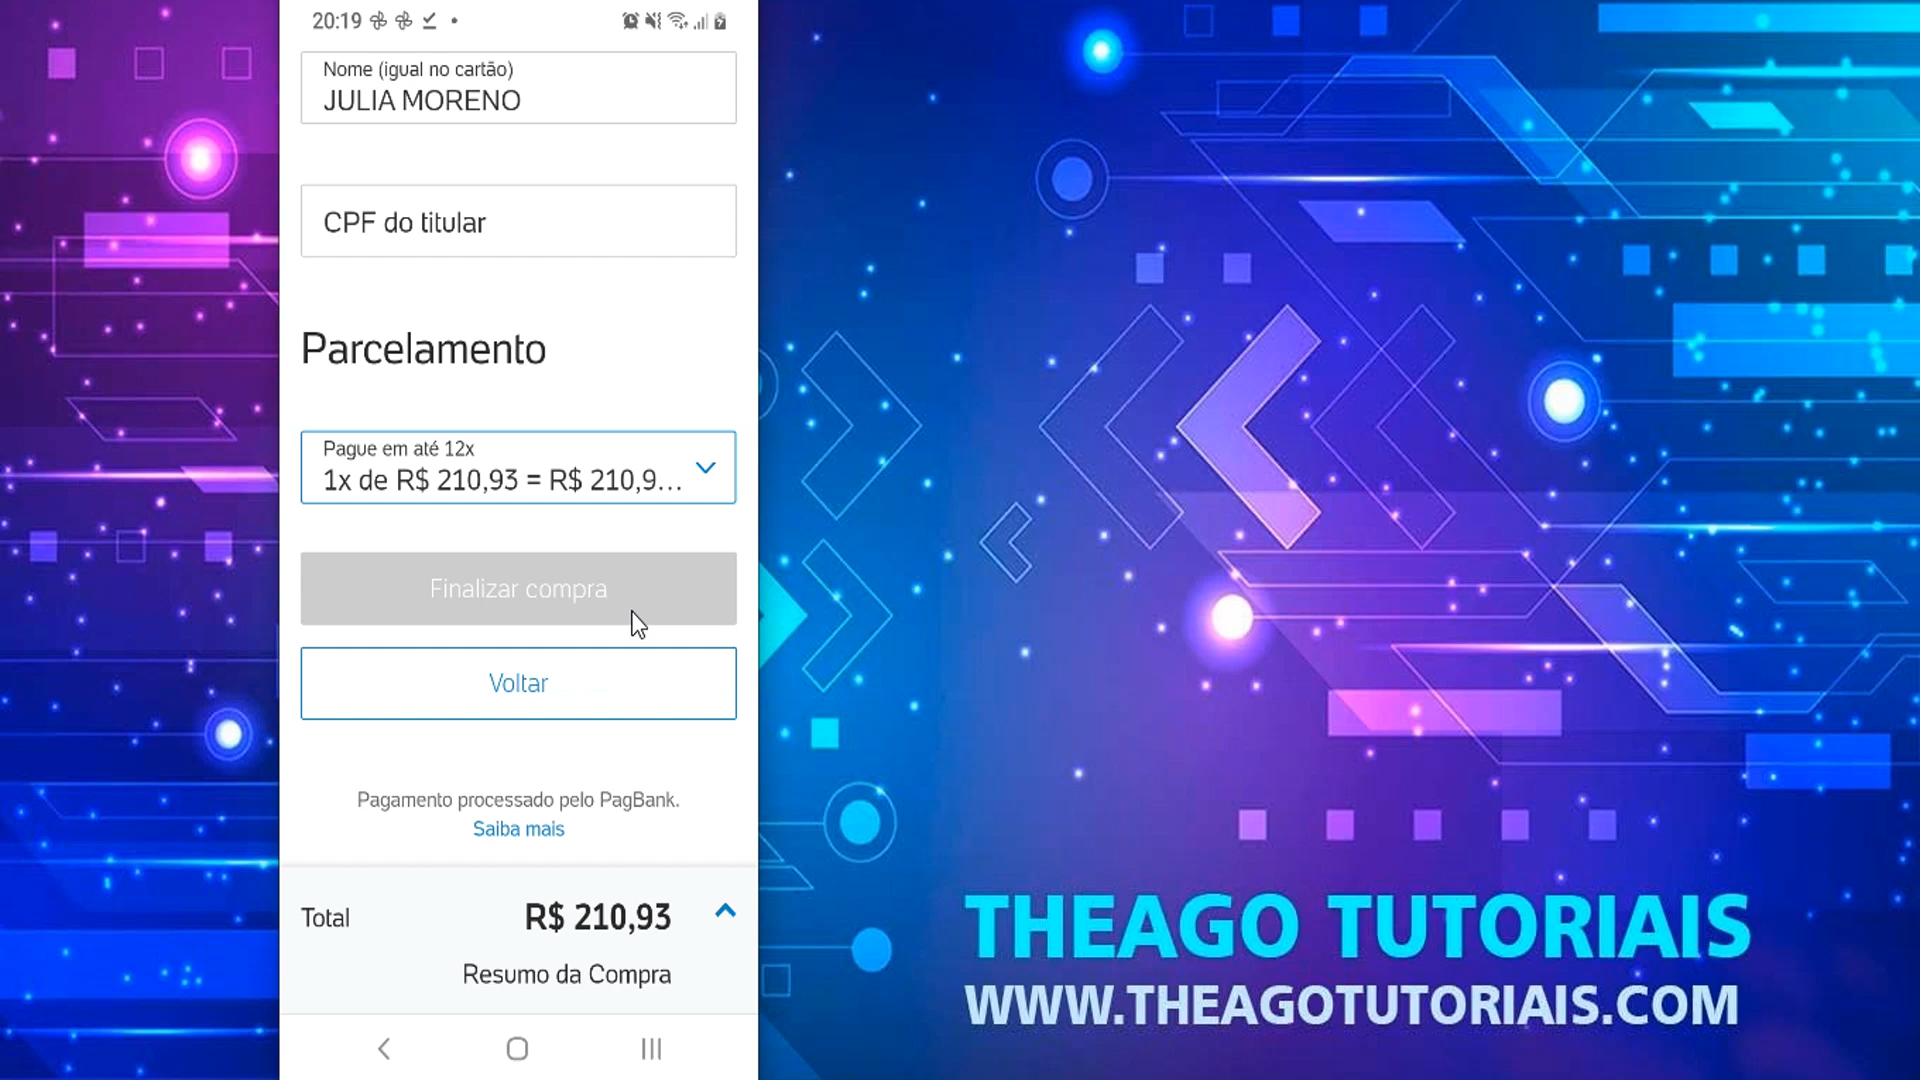 20:19
Nome (igual no cartão)
JULIA MORENO
CPF do titular
Parcelamento
Pague em até 12x
1x de R$ 210,93 = R$ 210,9...
Finalizar compra
Voltar
Pagamento processado pelo PagBank.
Saiba mais
Total R$ 210,93
Resumo da Compra
THEAGO TUTORIAIS
WWW.THEAGOTUTORIAIS.COM